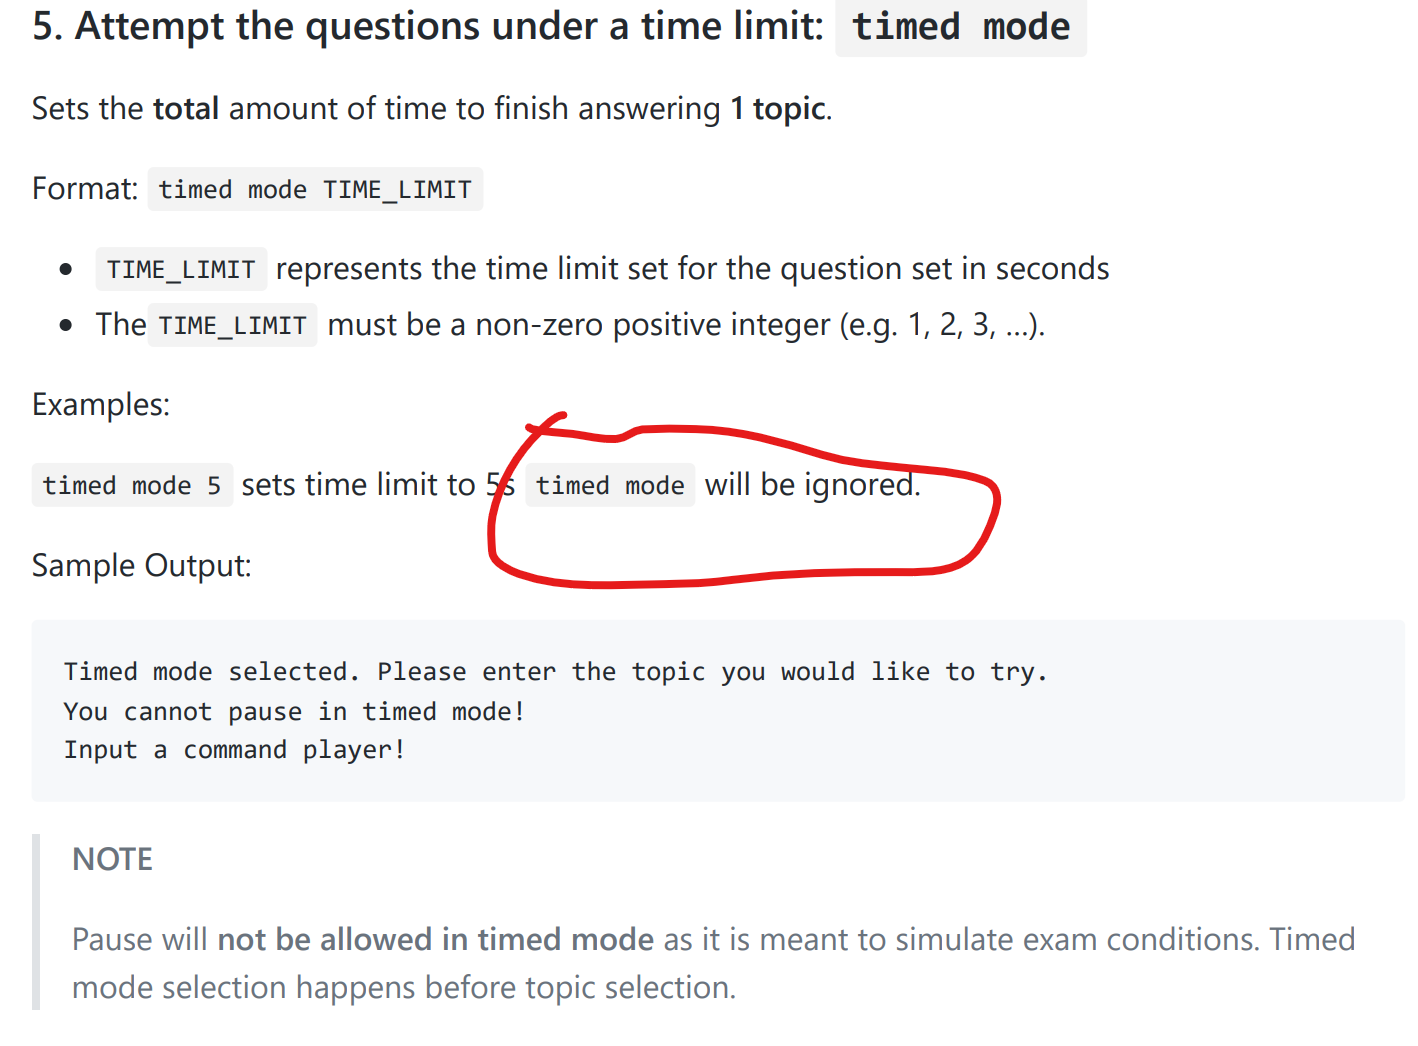 5. Attempt the questions under a time limit: timed mode
Sets the total amount of time to finish answering 1 topic.
Format: timed mode TIME_LIMIT
• TIME_LIMIT represents the time limit set for the question set in seconds
• The TIME_LIMIT must be a non-zero positive integer (e.g. 1, 2, 3, ...).
Examples:
timed mode 5 sets time limit to 5s timed mode will be ignored.
Sample Output:
Timed mode selected. Please enter the topic you would like to try.
You cannot pause in timed mode!
Input a command player!
NOTE
Pause will not be allowed in timed mode as it is meant to simulate exam conditions. Timed
mode selection happens before topic selection.